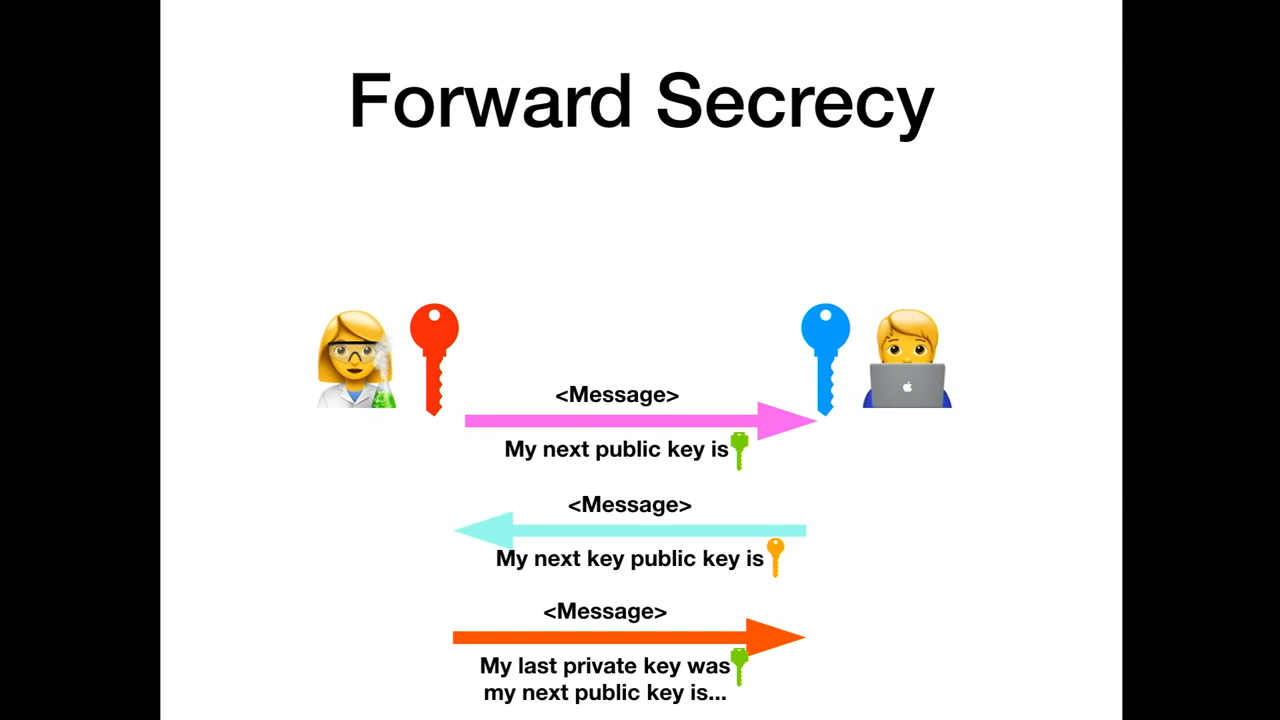 Forward Secrecy
<Message>
My next public key is
<Message>
My next key public key is
<Message>
My last private key was
my next public key is...